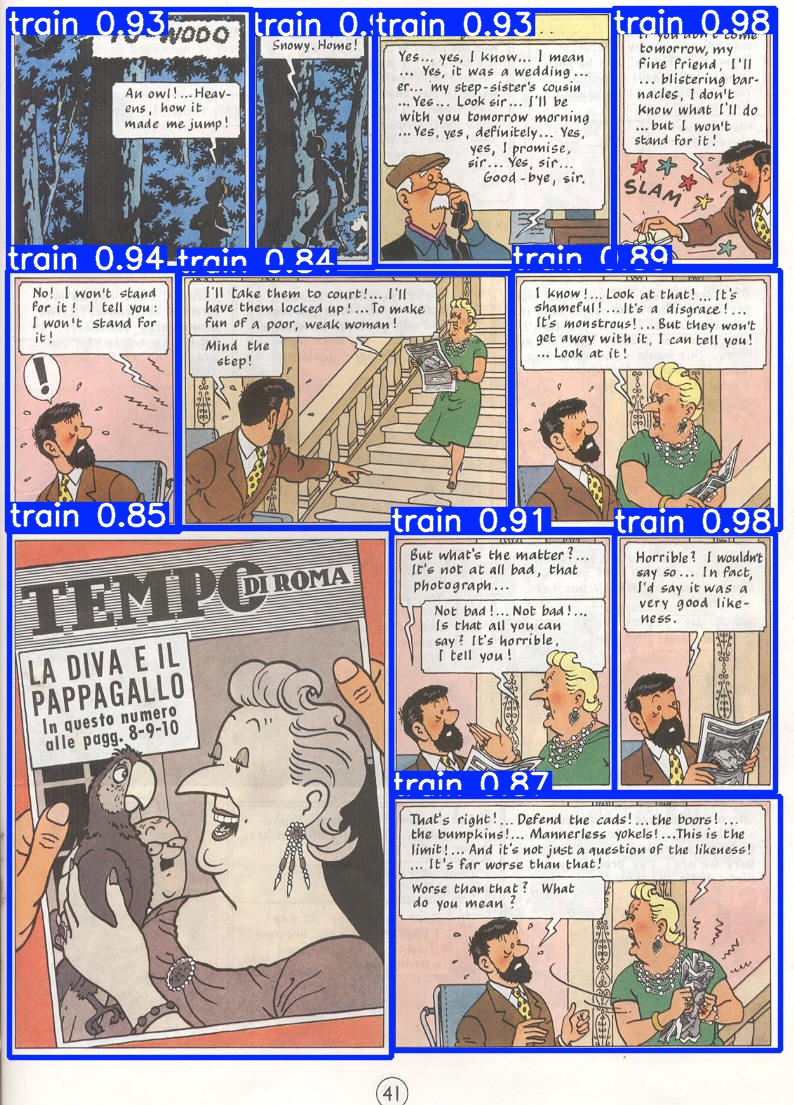 train 0.93
TU-WOOO
An owl!...Heav-
ens, how it
made me jump!
train
Snowy. Home!
train 0.93
Yes... yes, I know... I mean
... Yes, it was a wedding...
er... my step-sister's cousin
...Yes... Look sir... I'll be
with you tomorrow morning
...Yes, yes, definitely... Yes,
yes, I promise,
sir... Yes, sir...
Good-bye, sir.
train 0.98
If you don't come
tomorrow, my
fine friend, I'll
... blistering bar-
nacles, I don't
know what I'll do
...but I won't
stand for it!
SLAM
train 0.94
No! I won't stand
for it! I tell you:
I won't stand for
it!
!
train 0.84
I'll take them to court!... I'll
have them locked up!...To make
fun of a poor, weak woman!
Mind the
step!
train 0.89
I know!...Look at that!...It's
shameful!...It's a disgrace!...
It's monstrous!...But they won't
get away with it, I can tell you!
... Look at it!
train 0.85
TEMPO DI ROMA
LA DIVA E IL
PAPPAGALLO
In questo numero
alle pagg. 8-9-10
train 0.91
But what's the matter?...
It's not at all bad, that
photograph...
Not bad!... Not bad!...
Is that all you can
say? It's horrible,
I tell you!
train 0.98
Horrible? I wouldn't
say so... In fact,
I'd say it was a
very good like-
ness.
train 0.87
That's right!... Defend the cads!...the boors!...
the bumpkins!... Mannerless yokels!...This is the
limit!... And it's not just a question of the likeness!
... It's far worse than that!
Worse than that? What
do you mean?
41